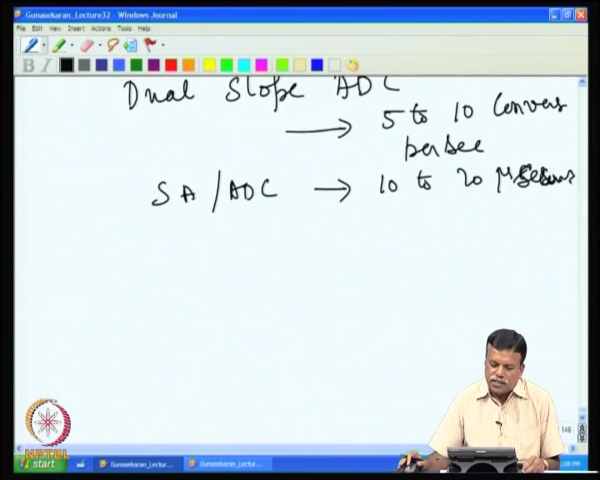 Gunasekaran_Lecture32 - Windows Journal
File Edit View Insert Actions Tools Help
B I
Dual Slope ADC
5 to 10 Convers
per sec
SA/ADC → 10 to 20
146
NPTEL
start Gunasekaran_Lectur... Gunasekaran_Lectur...